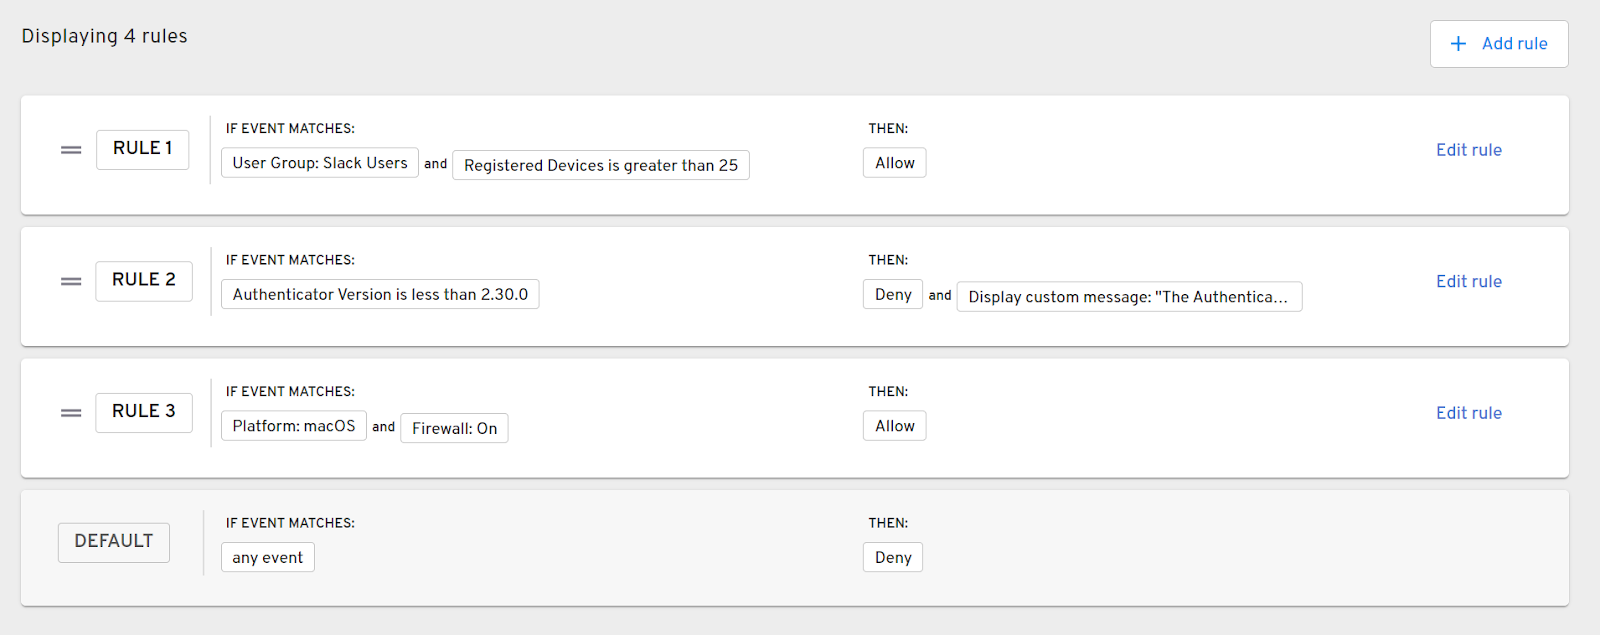 Displaying 4 rules
+ Add rule
RULE 1
IF EVENT MATCHES:
User Group: Slack Users and Registered Devices is greater than 25
THEN:
Allow
Edit rule
RULE 2
IF EVENT MATCHES:
Authenticator Version is less than 2.30.0
THEN:
Deny and Display custom message: "The Authentica...
Edit rule
RULE 3
IF EVENT MATCHES:
Platform: macOS and Firewall: On
THEN:
Allow
Edit rule
DEFAULT
IF EVENT MATCHES:
any event
THEN:
Deny